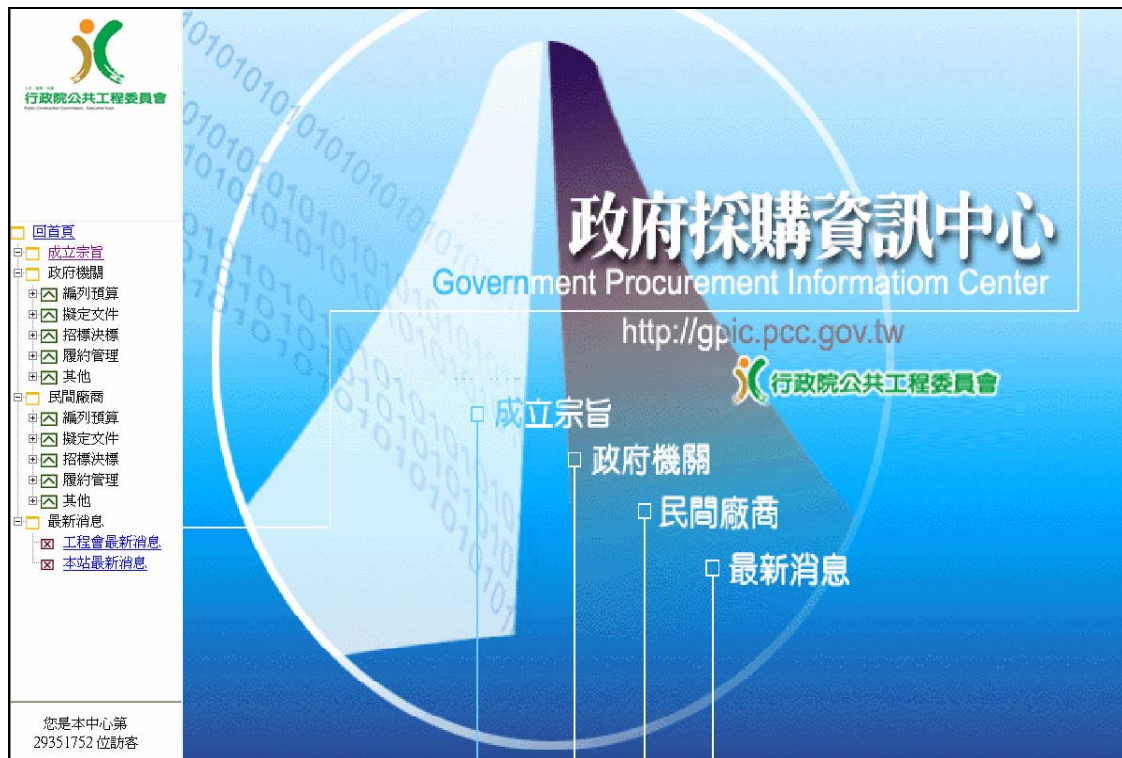 行政院公共工程委員會
回首頁
成立宗旨
政府機關
編列預算
擬定文件
招標決標
履約管理
其他
民間廠商
編列預算
擬定文件
招標決標
履約管理
其他
最新消息
工程會最新消息
本站最新消息
您是本中心第
29351752 位訪客
政府採購資訊中心
Government Procurement Informatiom Center
http://gpic.pcc.gov.tw
行政院公共工程委員會
成立宗旨
政府機關
民間廠商
最新消息